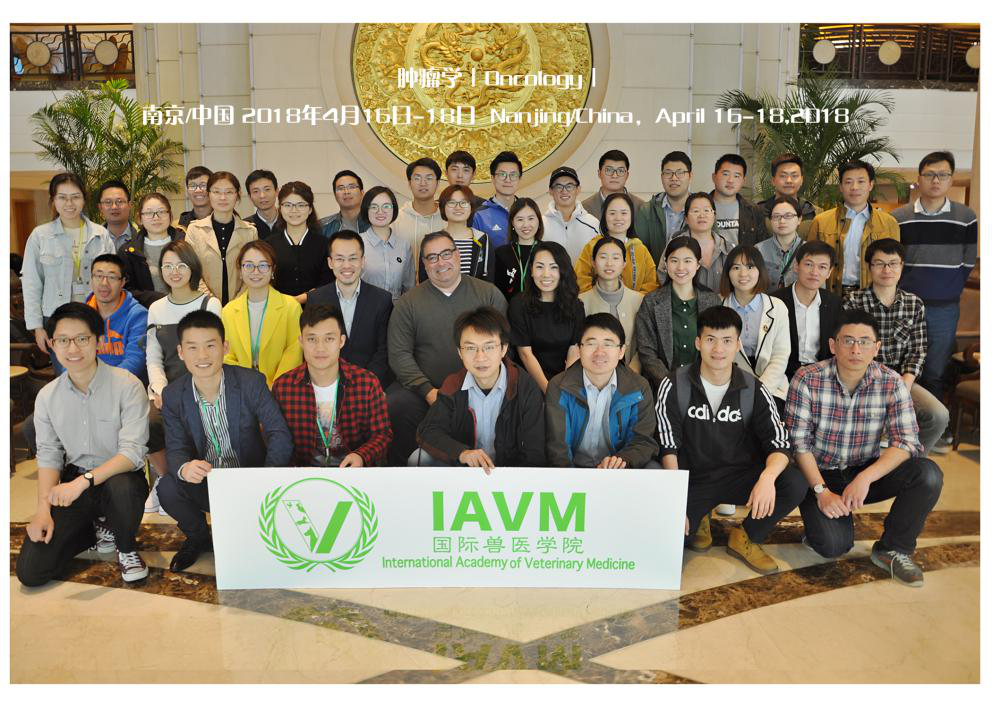 肿瘤学 | Oncology |
南京/中国 2018年4月16日-18日 Nanjing/China, April 16-18,2018
OUNTA
cdidas
IAVM
国际兽医学院
International Academy of Veterinary Medicine